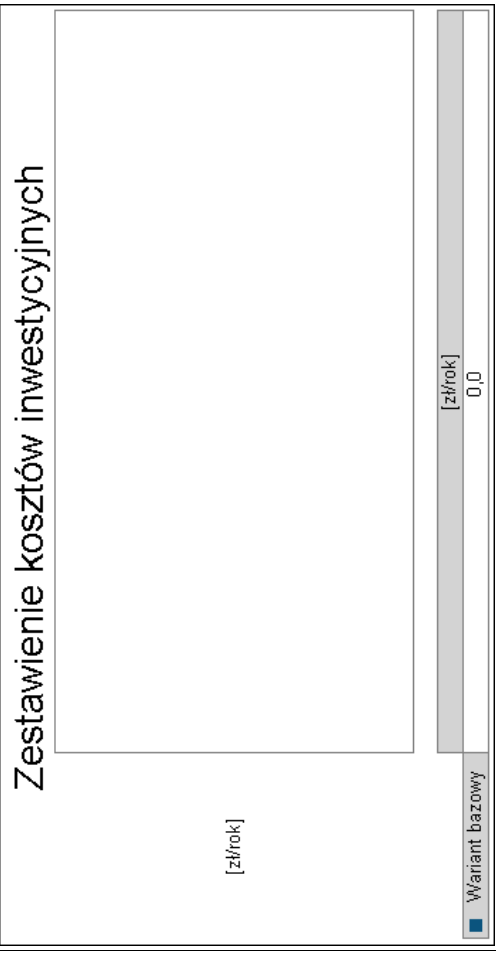 Zestawienie kosztów inwestycyjnych
[zł/rok]
[zł/rok]
Wariant bazowy 0,0